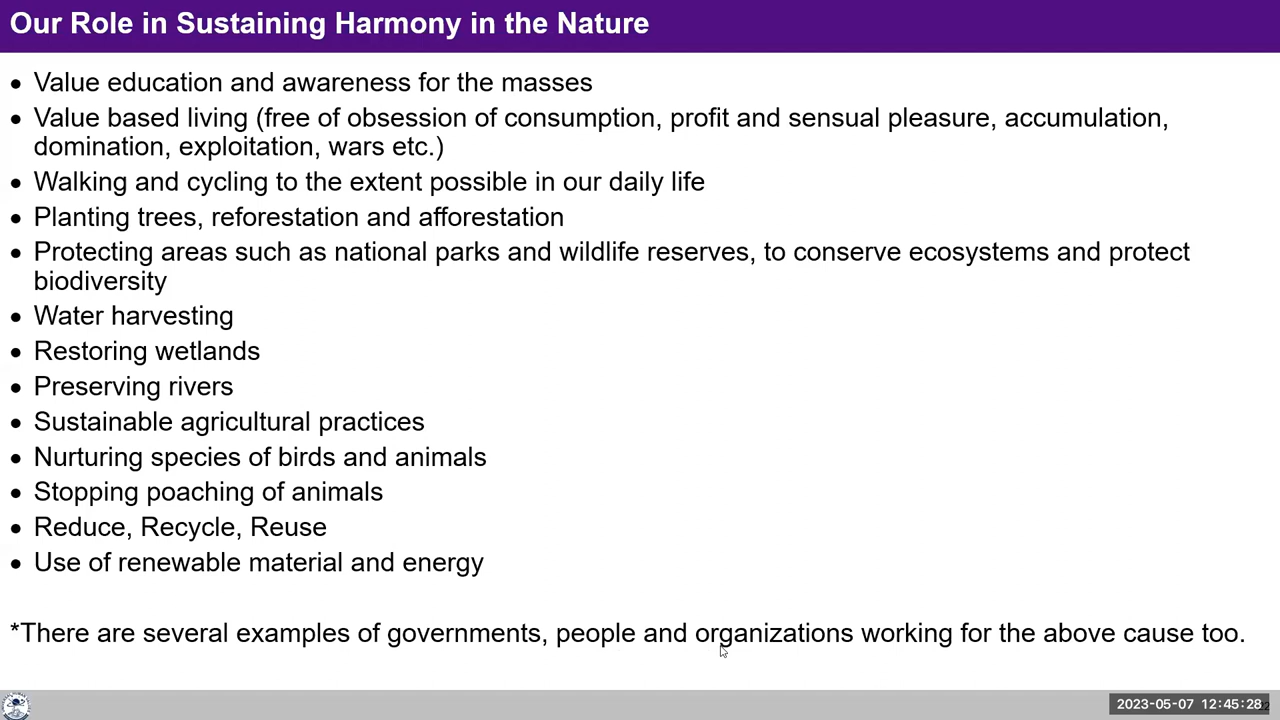 Our Role in Sustaining Harmony in the Nature
• Value education and awareness for the masses
• Value based living (free of obsession of consumption, profit and sensual pleasure, accumulation,
domination, exploitation, wars etc.)
• Walking and cycling to the extent possible in our daily life
• Planting trees, reforestation and afforestation
• Protecting areas such as national parks and wildlife reserves, to conserve ecosystems and protect
biodiversity
• Water harvesting
• Restoring wetlands
• Preserving rivers
• Sustainable agricultural practices
• Nurturing species of birds and animals
• Stopping poaching of animals
• Reduce, Recycle, Reuse
• Use of renewable material and energy
*There are several examples of governments, people and organizations working for the above cause too.
2023-05-07 12:45:28